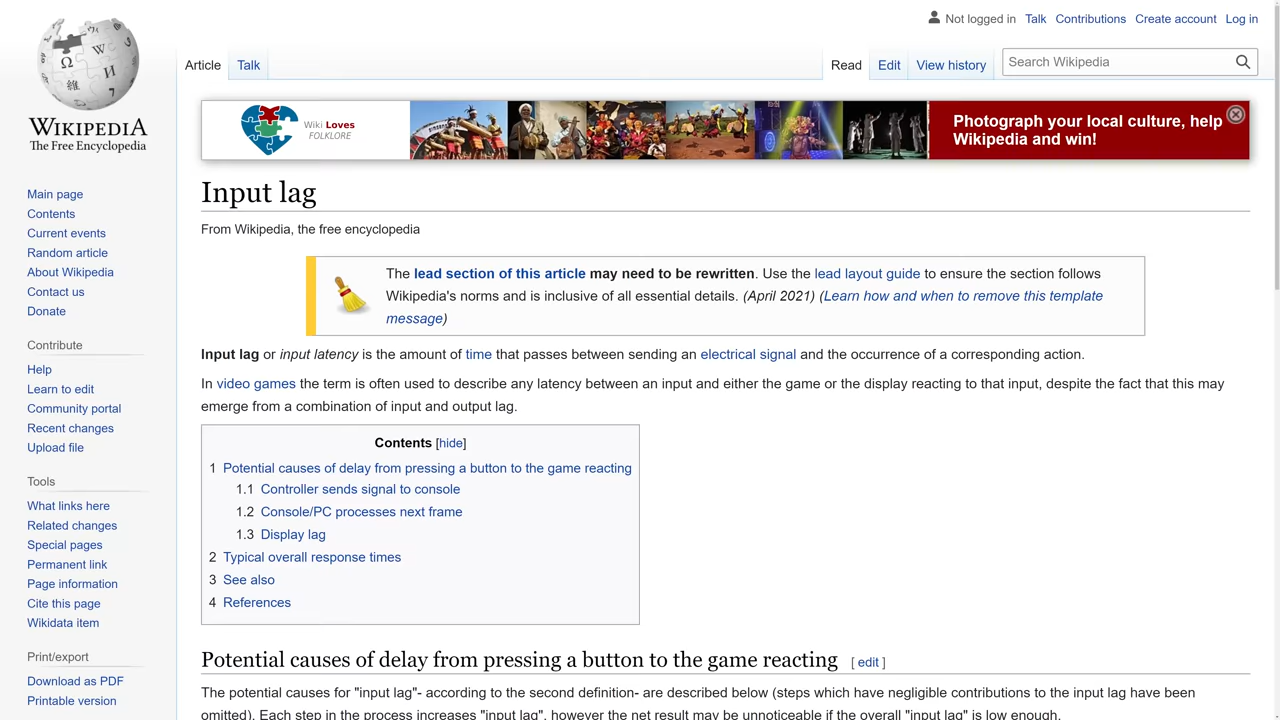 Not logged in Talk Contributions Create account Log in
Article Talk Read Edit View history Search Wikipedia
WIKIPEDIA
The Free Encyclopedia
Main page
Contents
Current events
Random article
About Wikipedia
Contact us
Donate
Contribute
Help
Learn to edit
Community portal
Recent changes
Upload file
Tools
What links here
Related changes
Special pages
Permanent link
Page information
Cite this page
Wikidata item
Print/export
Download as PDF
Printable version
Wiki Loves
FOLKLORE
Photograph your local culture, help
Wikipedia and win!
Input lag
From Wikipedia, the free encyclopedia
The lead section of this article may need to be rewritten. Use the lead layout guide to ensure the section follows
Wikipedia's norms and is inclusive of all essential details. (April 2021) (Learn how and when to remove this template
message)
Input lag or input latency is the amount of time that passes between sending an electrical signal and the occurrence of a corresponding action.
In video games the term is often used to describe any latency between an input and either the game or the display reacting to that input, despite the fact that this may
emerge from a combination of input and output lag.
Contents [hide]
1 Potential causes of delay from pressing a button to the game reacting
1.1 Controller sends signal to console
1.2 Console/PC processes next frame
1.3 Display lag
2 Typical overall response times
3 See also
4 References
Potential causes of delay from pressing a button to the game reacting [ edit ]
The potential causes for "input lag"- according to the second definition- are described below (steps which have negligible contributions to the input lag have been
omitted). Each step in the process increases "input lag", however the net result may be unnoticeable if the overall "input lag" is low enough.